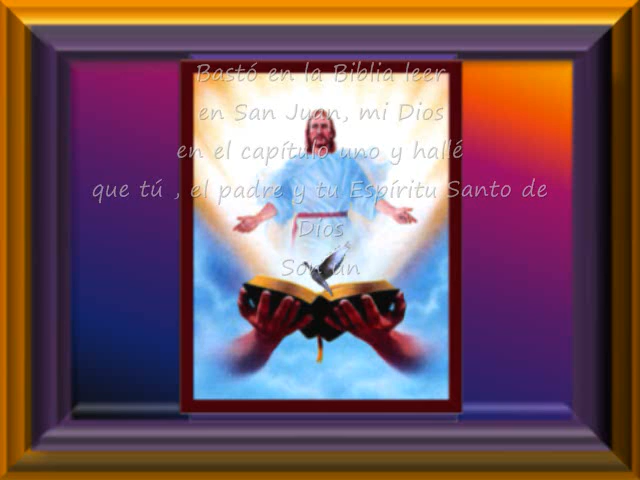 Bastó en la Biblia leer
en San Juan, mi Dios
en el capítulo uno y hallé
que tú , el padre y tu Espíritu Santo de
Dios
Son un